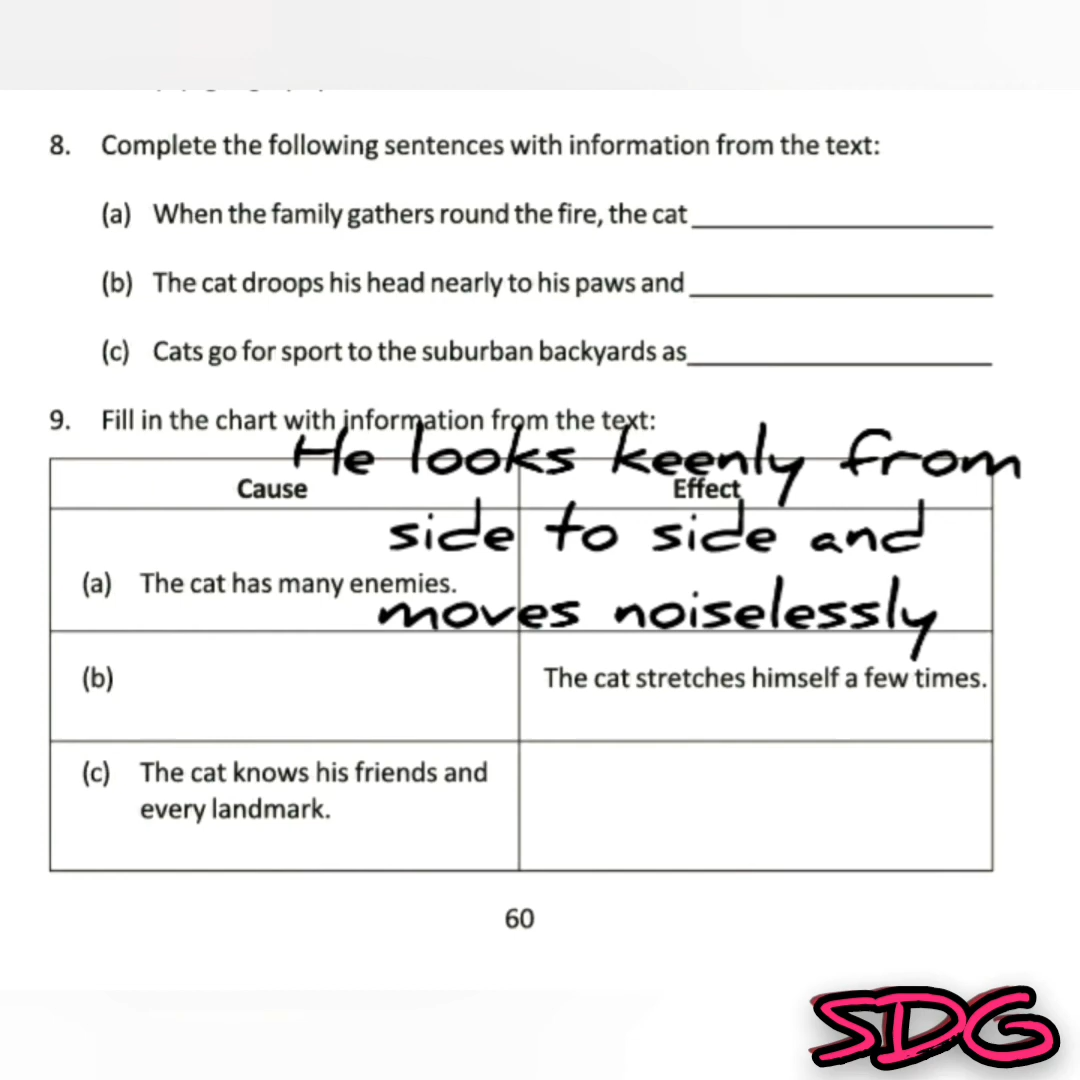 8. Complete the following sentences with information from the text:
(a) When the family gathers round the fire, the cat
(b) The cat droops his head nearly to his paws and
(c) Cats go for sport to the suburban backyards as
9. Fill in the chart with information from the text:
He looks keenly from
Cause Effect
side to side and
(a) The cat has many enemies.
moves noiselessly
(b) The cat stretches himself a few times.
(c) The cat knows his friends and
every landmark.
60
SDG